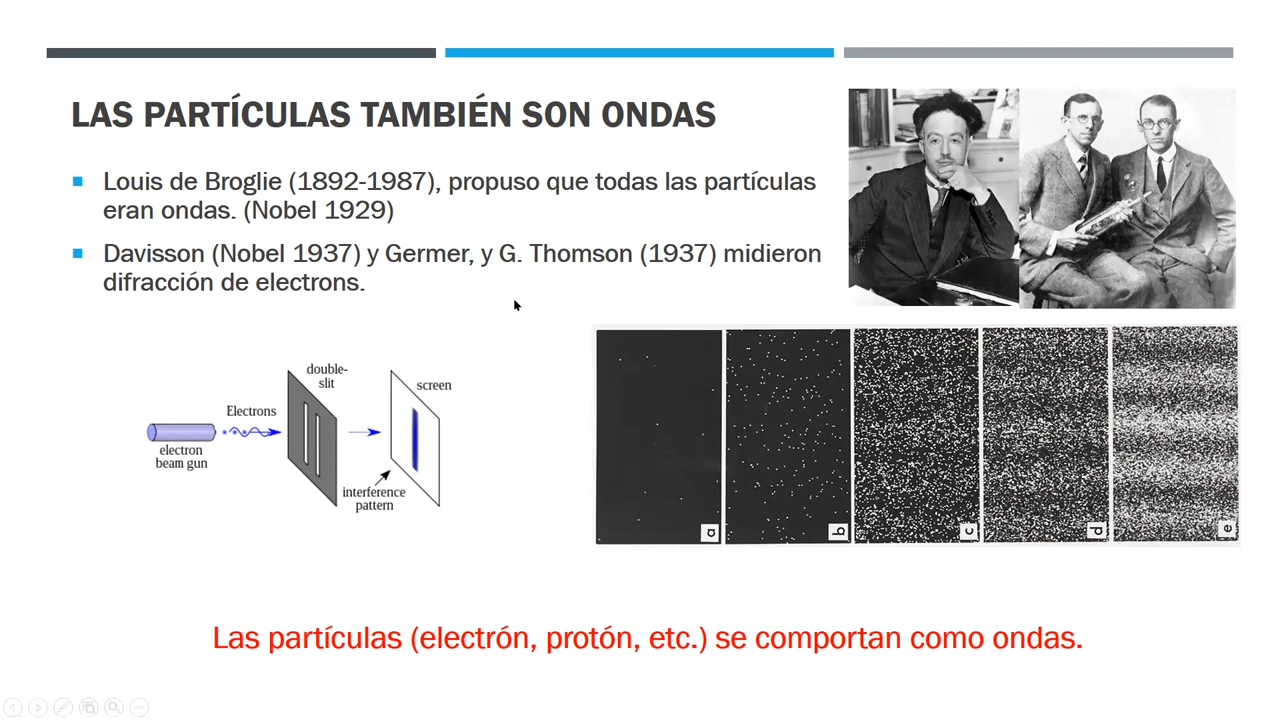 LAS PARTÍCULAS TAMBIÉN SON ONDAS
Louis de Broglie (1892-1987), propuso que todas las partículas
eran ondas. (Nobel 1929)
Davisson (Nobel 1937) y Germer, y G. Thomson (1937) midieron
difracción de electrons.
double-
slit
screen
Electrons
electron
beam gun
interference
pattern
a
b
c
d
e
Las partículas (electrón, protón, etc.) se comportan como ondas.